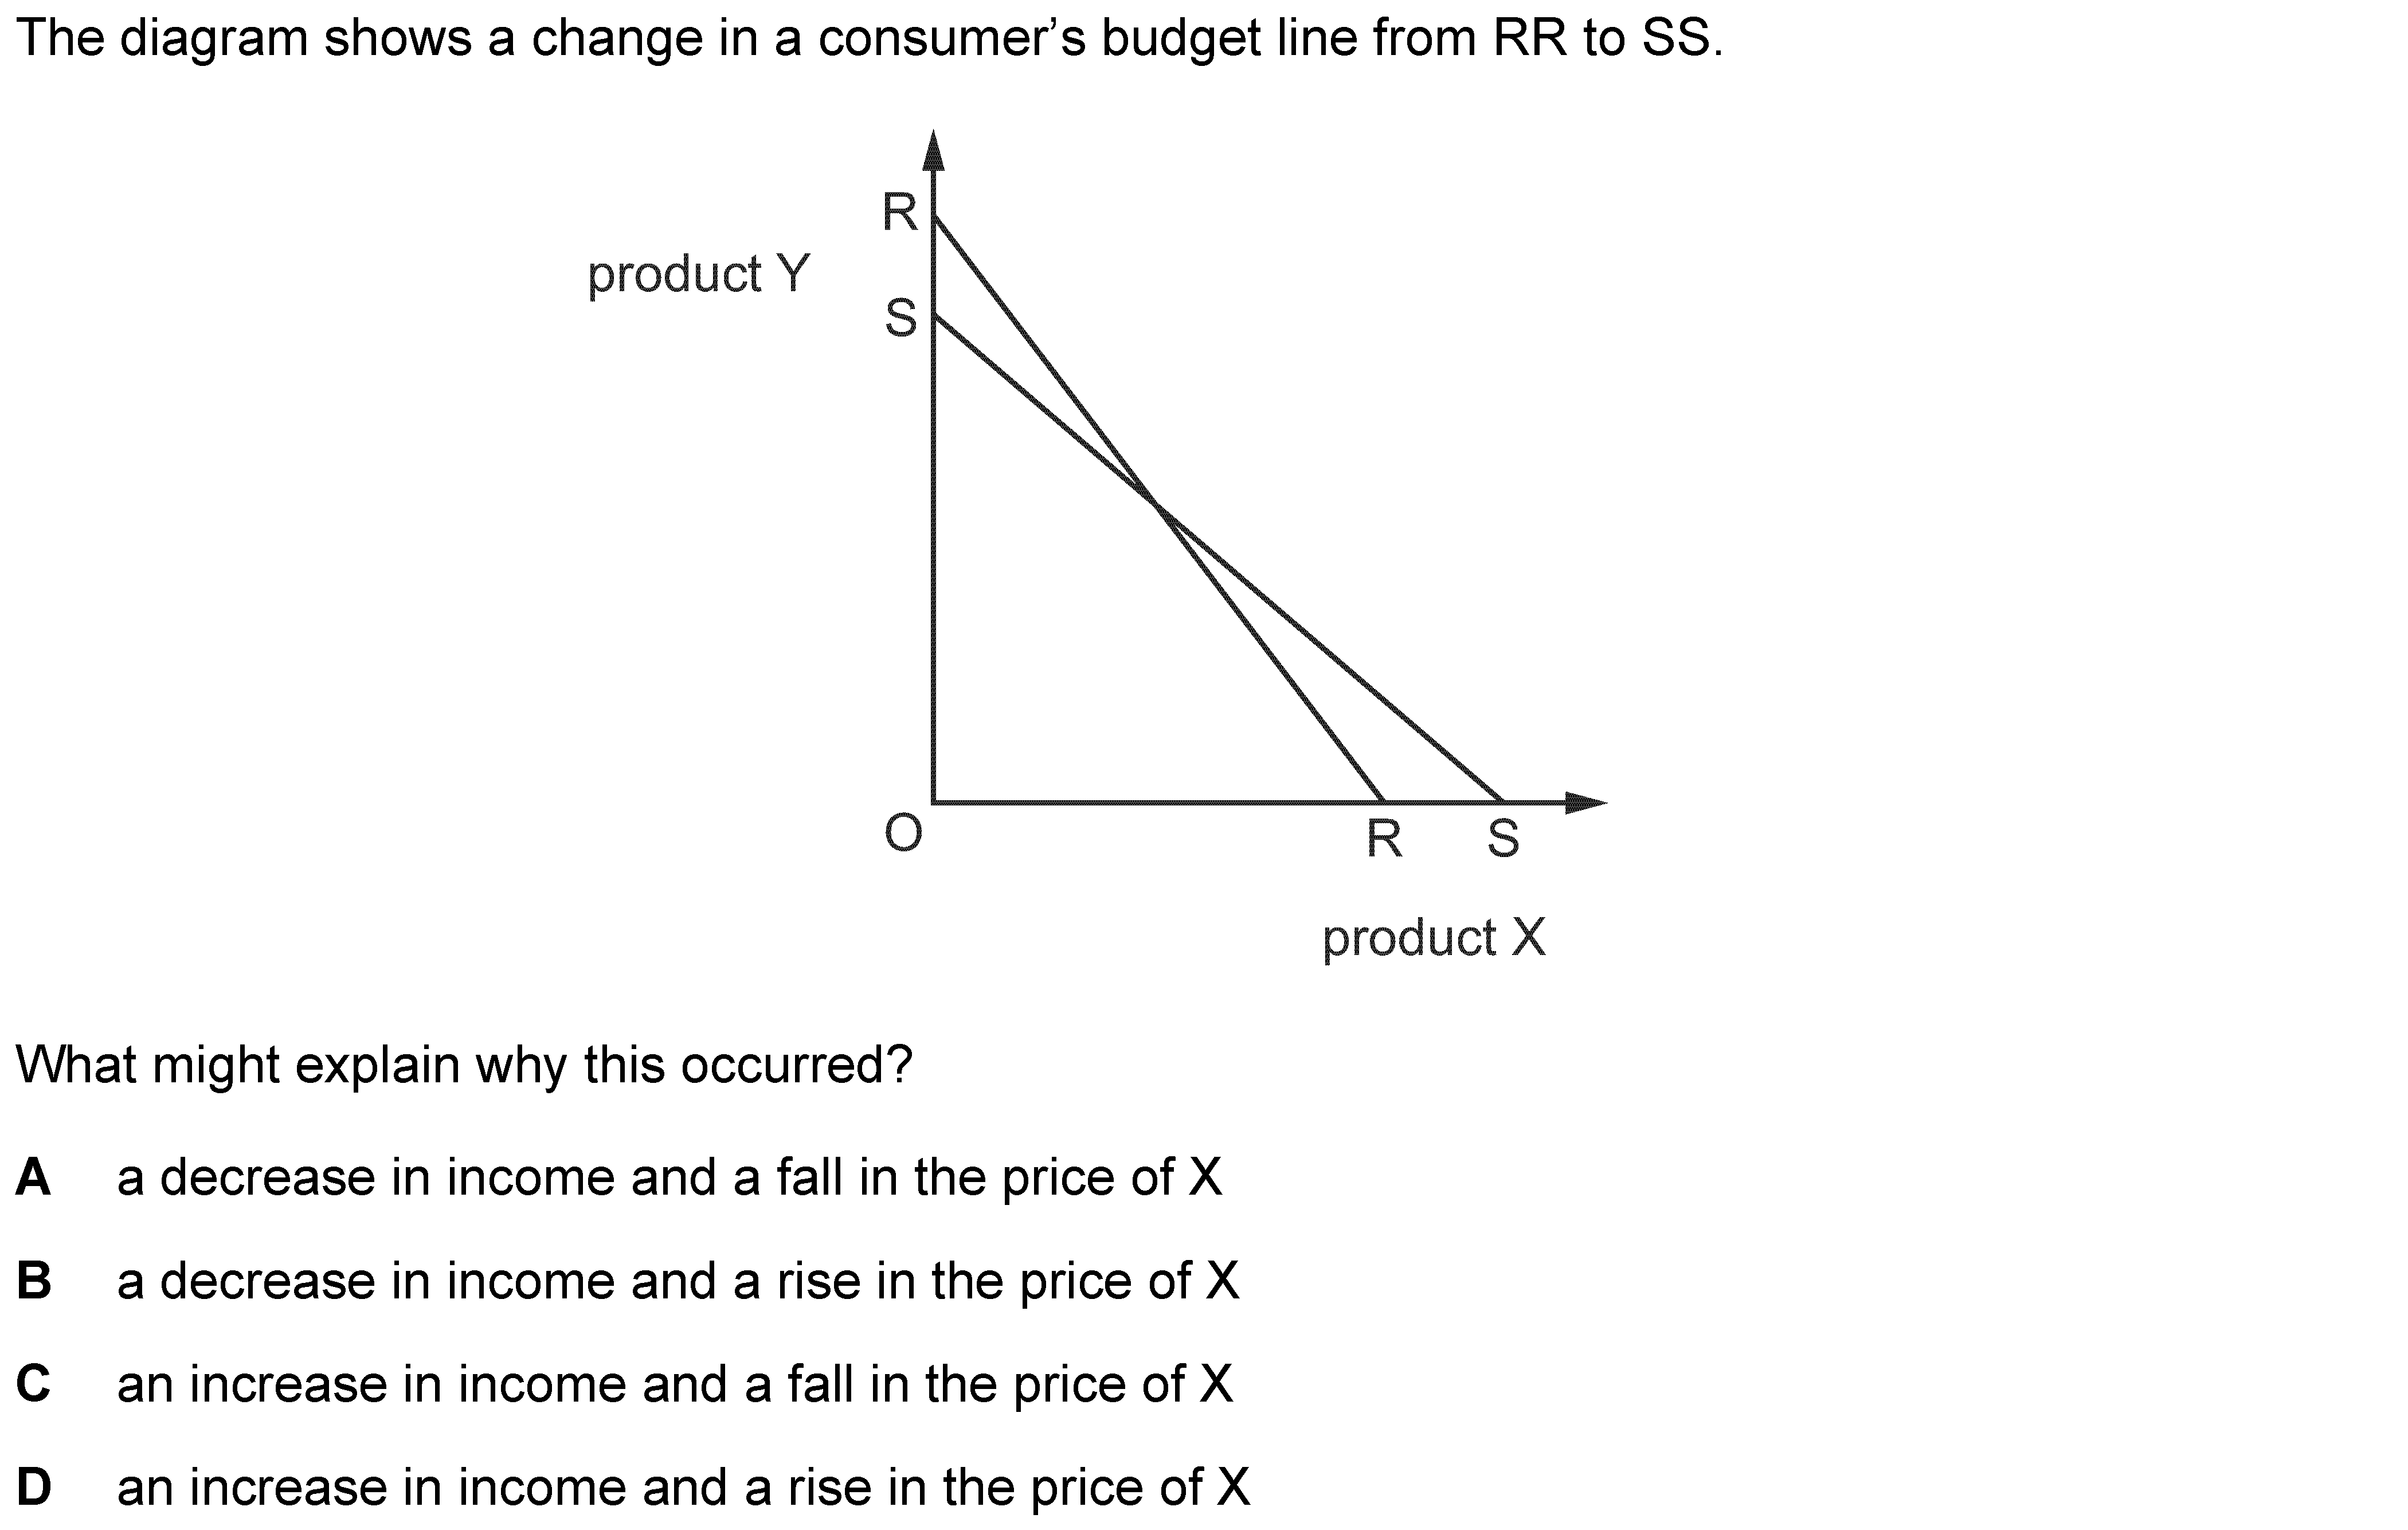 The diagram shows a change in a consumer’s budget line from RR to SS.
R
product Y
S
O
R S
product X
What might explain why this occurred?
A a decrease in income and a fall in the price of X
B a decrease in income and a rise in the price of X
C an increase in income and a fall in the price of X
D an increase in income and a rise in the price of X